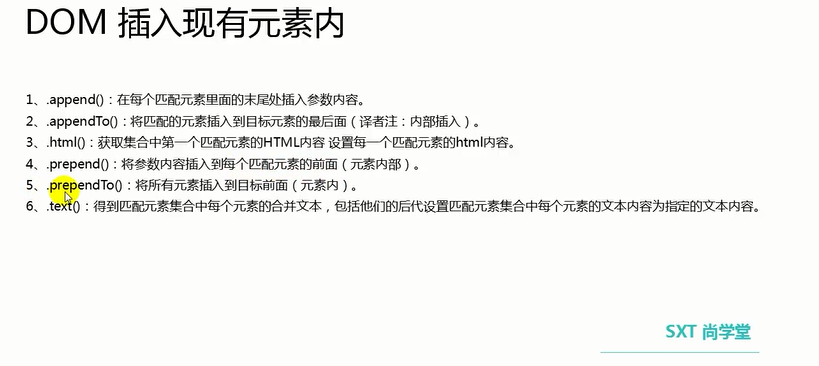 DOM 插入现有元素内
1、.append()：在每个匹配元素里面的末尾处插入参数内容。
2、.appendTo()：将匹配的元素插入到目标元素的最后面（译者注：内部插入）。
3、.html()：获取集合中第一个匹配元素的HTML内容 设置每一个匹配元素的html内容。
4、.prepend()：将参数内容插入到每个匹配元素的前面（元素内部）。
5、.prependTo()：将所有元素插入到目标前面（元素内）。
6、.text()：得到匹配元素集合中每个元素的合并文本，包括他们的后代设置匹配元素集合中每个元素的文本内容为指定的文本内容。
SXT 尚学堂